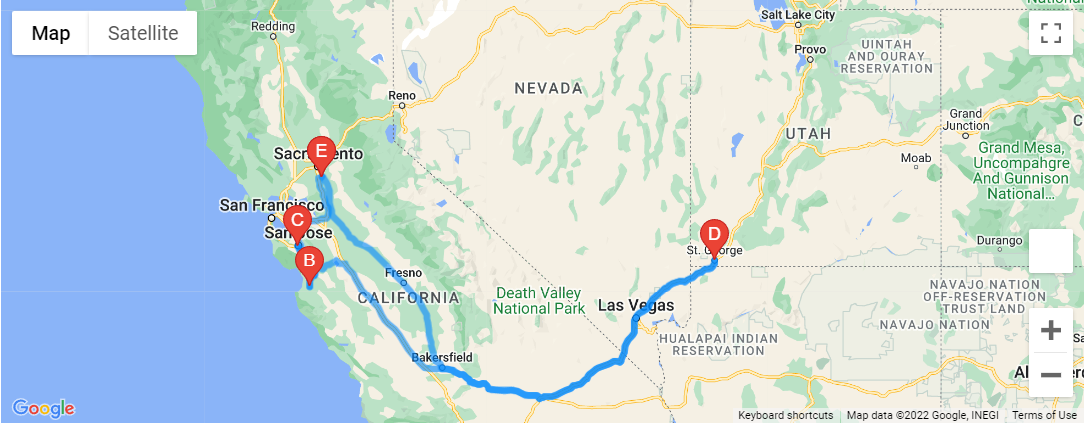 National
Salt Lake City
Redding
Map
Satellite
Provo
UINTAH
AND OURAY
RESERVATION
NEVADA
Reno
Grand
Junction
UTAH
Sac
ento
E
Moab
Grand Mesa,
Uncompahgre
And Gunnison
National...
San Francisco
C
San Jose
D
St. George
Durango
B
Fresno
CALIFORNIA
Death Valley
National Park
Las Vegas
NAVAJO NATION
OFF-RESERVATION
TRUST LAND
NAVAJO NATION
HUALAPAI INDIAN
RESERVATION
Bakersfield
Google
Keyboard shortcuts
Map data ©2022 Google, INEGI
Terms of Use